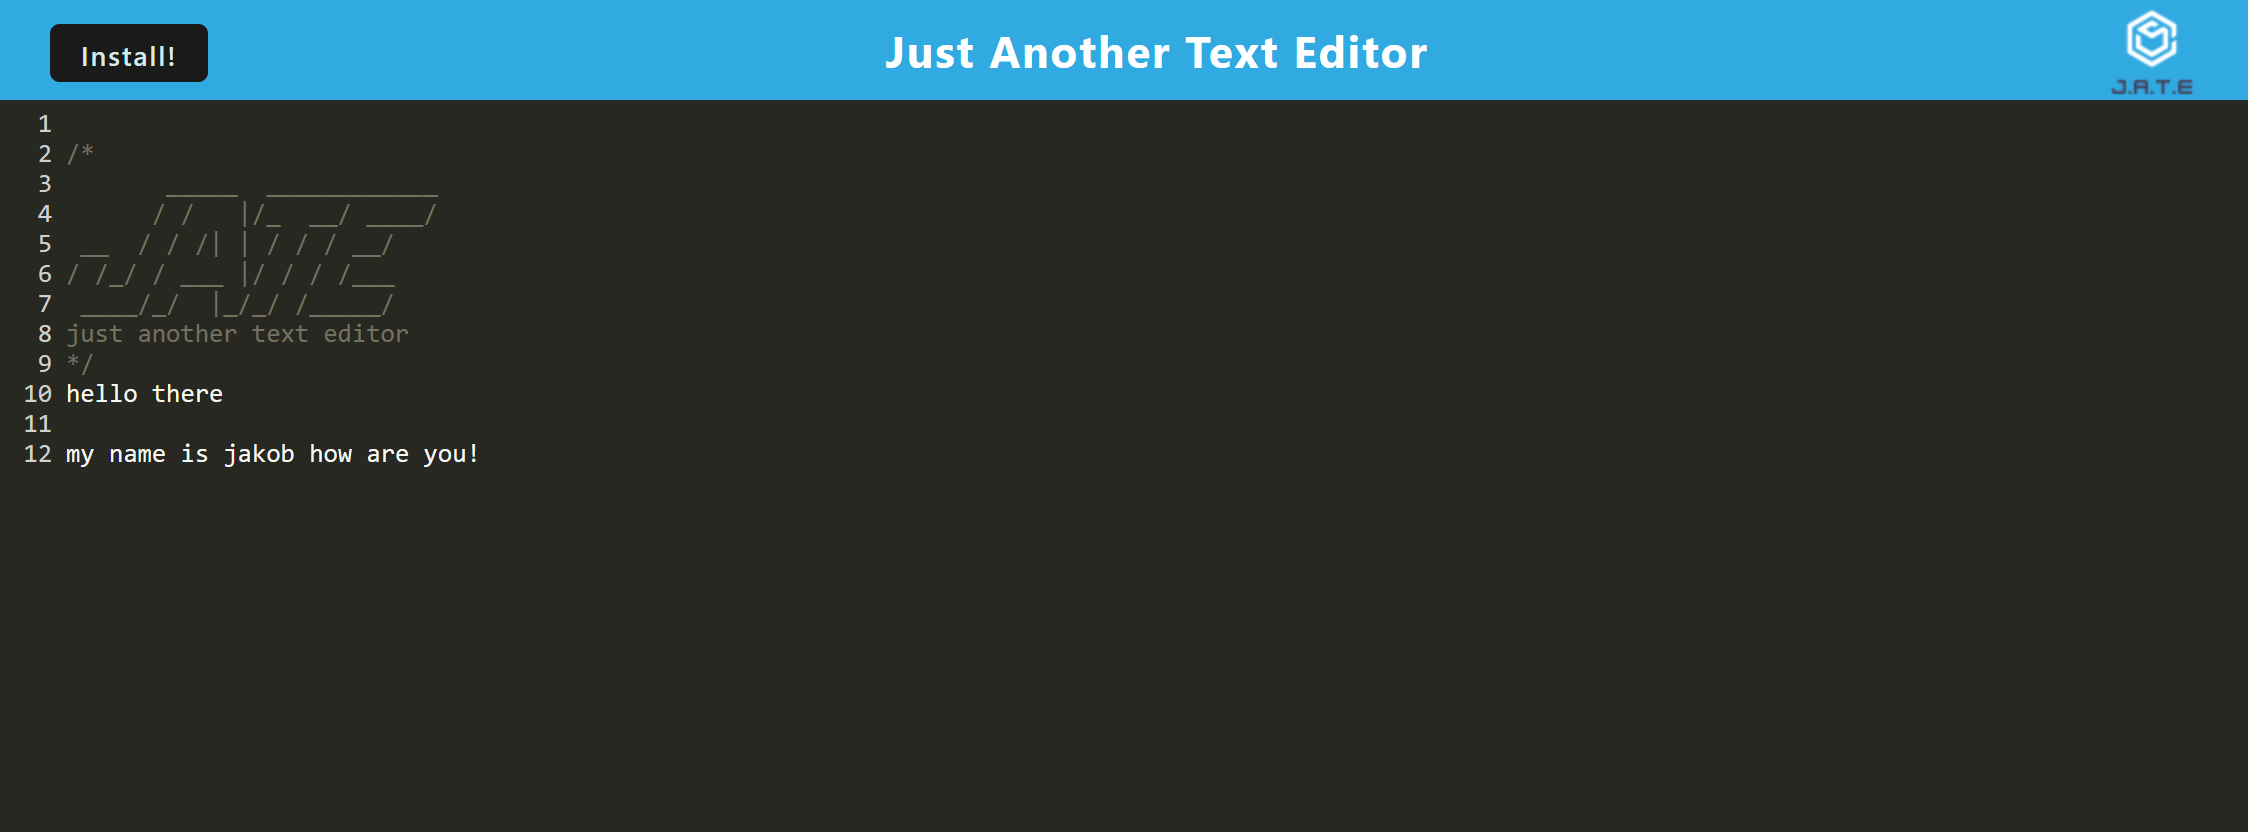 Install!
Just Another Text Editor
J.A.T.E
1
2 /*
3        _____  ____________
4       / /   |/_  __/ ____/
5  __  / / /| | / / / __/
6 / /_/ / ___ |/ / / /___
7  ____/_/  |_/_/ /_____/
8 just another text editor
9 */
10 hello there
11
12 my name is jakob how are you!